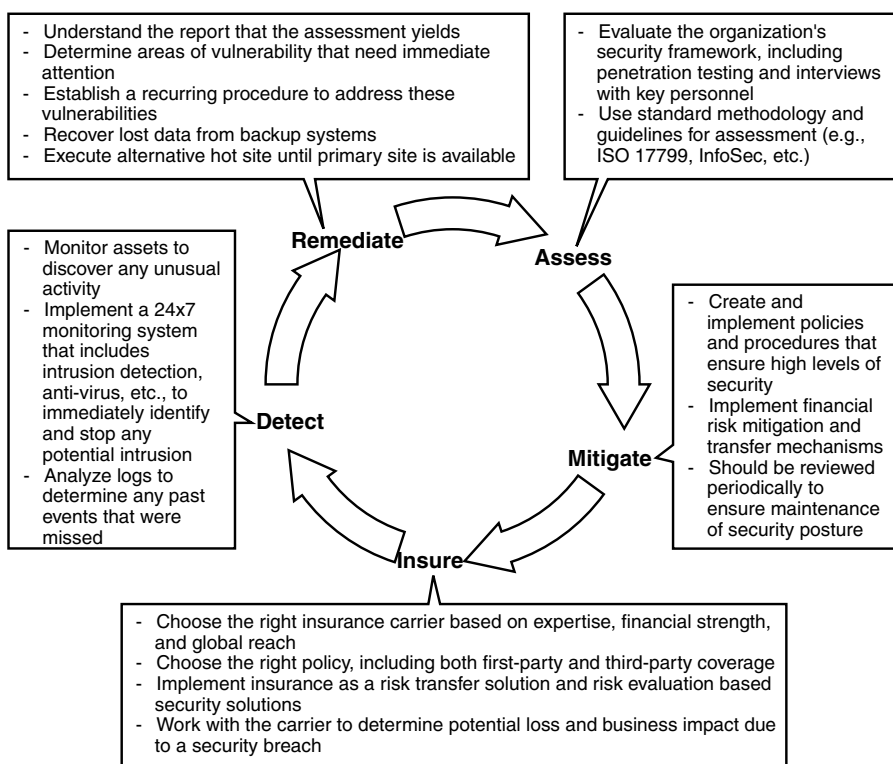 - Understand the report that the assessment yields
- Determine areas of vulnerability that need immediate
attention
- Establish a recurring procedure to address these
vulnerabilities
- Recover lost data from backup systems
- Execute alternative hot site until primary site is available
- Evaluate the organization's
security framework, including
penetration testing and interviews
with key personnel
- Use standard methodology and
guidelines for assessment (e.g.,
ISO 17799, InfoSec, etc.)
Remediate
Assess
- Monitor assets to
discover any unusual
activity
- Implement a 24x7
monitoring system
that includes
intrusion detection,
anti-virus, etc., to
immediately identify
and stop any
potential intrusion
- Analyze logs to
determine any past
events that were
missed
Detect
- Create and
implement policies
and procedures that
ensure high levels of
security
- Implement financial
risk mitigation and
transfer mechanisms
- Should be reviewed
periodically to
ensure maintenance
of security posture
Mitigate
Insure
- Choose the right insurance carrier based on expertise, financial strength,
and global reach
- Choose the right policy, including both first-party and third-party coverage
- Implement insurance as a risk transfer solution and risk evaluation based
security solutions
- Work with the carrier to determine potential loss and business impact due
to a security breach